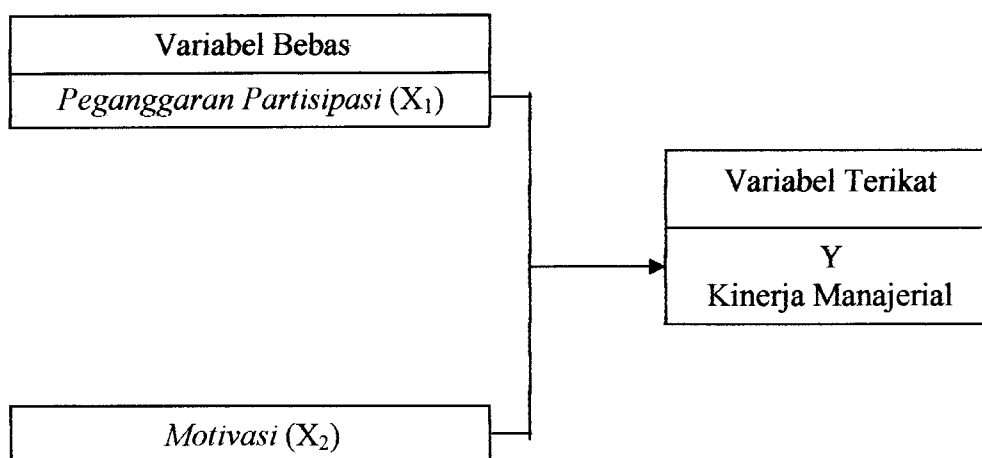 Variabel Bebas
Peganggaran Partisipasi (X₁)
Variabel Terikat
Y
Kinerja Manajerial
Motivasi (X₂)